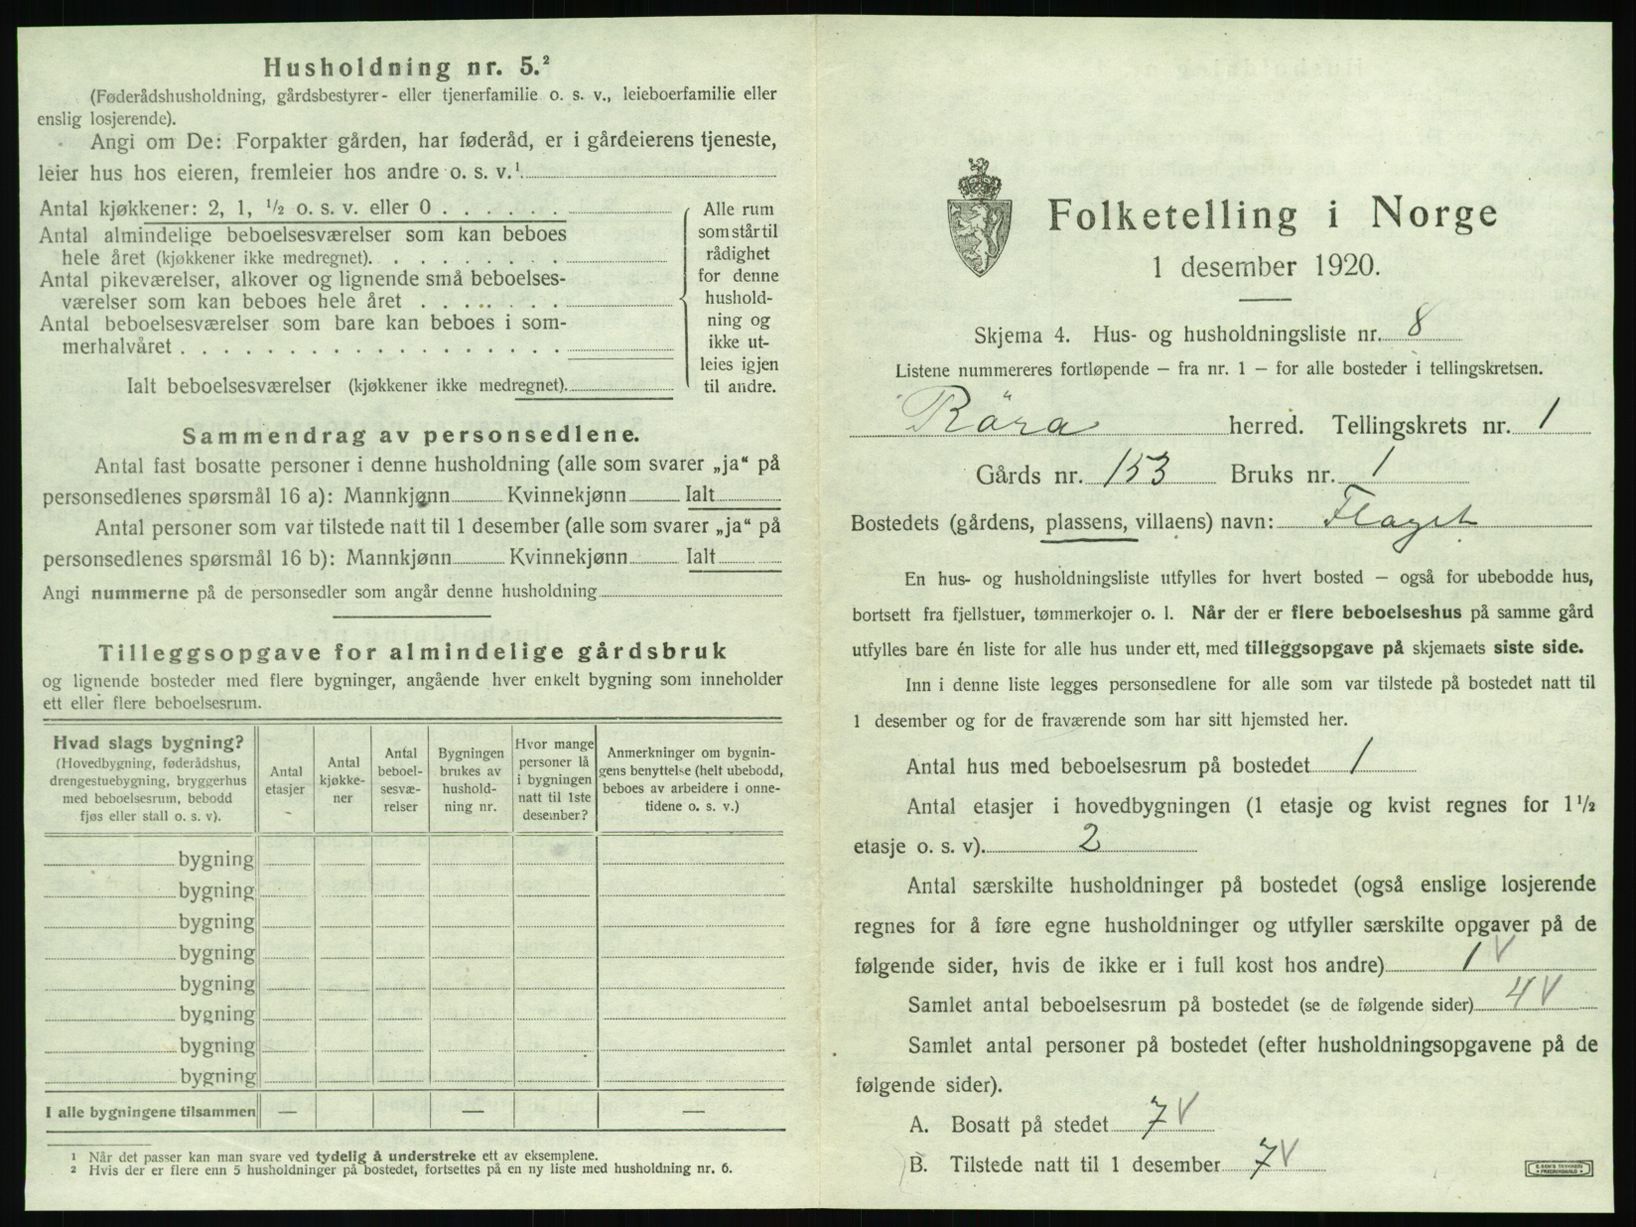 Husholdning nr. 5.²
(Føderådshusholdning, gårdsbestyrer- eller tjenerfamilie o. s. v., leieboerfamilie eller
enslig losjerende).
Angi om De: Forpakter gården, har føderåd, er i gårdeierens tjeneste,
leier hus hos eieren, fremleier hos andre o. s. v.¹
Antal kjøkkener: 2, 1, ½ o. s. v. eller 0
Antal almindelige beboelsesværelser som kan beboes
hele året (kjøkkener ikke medregnet).
Antal pikeværelser, alkover og lignende små beboelses-
værelser som kan beboes hele året
Antal beboelsesværelser som bare kan beboes i som-
merhalvåret
Ialt beboelsesværelser (kjøkkener ikke medregnet).
Alle rum
som står til
rådighet
for denne
hushold-
ning og
ikke ut-
leies igjen
til andre.
Sammendrag av personsedlene.
Antal fast bosatte personer i denne husholdning (alle som svarer „ja“ på
personsedlenes spørsmål 16 a): Mannkjønn Kvinnekjønn Ialt
Antal personer som var tilstede natt til 1 desember (alle som svarer „ja“ på
personsedlenes spørsmål 16 b): Mannkjønn Kvinnekjønn Ialt
Angi nummerne på de personsedler som angår denne husholdning
Tilleggsopgave for almindelige gårdsbruk
og lignende bosteder med flere bygninger, angående hver enkelt bygning som inneholder
ett eller flere beboelsesrum.
Hvad slags bygning?
(Hovedbygning, føderådshus,
drengestuebygning, bryggerhus
med beboelsesrum, bebodd
fjøs eller stall o. s. v).
Antal
etasjer
Antal
kjøkke-
ner
Antal
beboel-
sesvæ-
relser
Bygningen
brukes av
hushold-
ning nr.
Hvor mange
personer lå
i bygningen
natt til 1ste
desember?
Anmerkninger om bygnin-
gens benyttelse (helt ubebodd,
beboes av arbeidere i onne-
tidene o. s. v.)
bygning
bygning
bygning
bygning
bygning
bygning
bygning
bygning
I alle bygningene tilsammen — — —
¹ Når det passer kan man svare ved tydelig å understreke ett av eksemplene.
² Hvis der er flere enn 5 husholdninger på bostedet, fortsettes på en ny liste med husholdning nr. 6.
Folketelling i Norge
1 desember 1920.
Skjema 4. Hus- og husholdningsliste nr. 8
Listene nummereres fortløpende — fra nr. 1 — for alle bosteder i tellingskretsen.
Röra herred. Tellingskrets nr. 1
Gårds nr. 153 Bruks nr. 1
Bostedets (gårdens, plassens, villaens) navn: Flaget
En hus- og husholdningsliste utfylles for hvert bosted — også for ubebodde hus,
bortsett fra fjellstuer, tømmerkojer o. l. Når der er flere beboelseshus på samme gård
utfylles bare én liste for alle hus under ett, med tilleggsopgave på skjemaets siste side.
Inn i denne liste legges personsedlene for alle som var tilstede på bostedet natt til
1 desember og for de fraværende som har sitt hjemsted her.
Antal hus med beboelsesrum på bostedet 1
Antal etasjer i hovedbygningen (1 etasje og kvist regnes for 1½
etasje o. s. v). 2
Antal særskilte husholdninger på bostedet (også enslige losjerende
regnes for å føre egne husholdninger og utfyller særskilte opgaver på de
følgende sider, hvis de ikke er i full kost hos andre) 1 V
Samlet antal beboelsesrum på bostedet (se de følgende sider) 4 V
Samlet antal personer på bostedet (efter husholdningsopgavene på de
følgende sider).
A. Bosatt på stedet 7 V
B. Tilstede natt til 1 desember 7 V